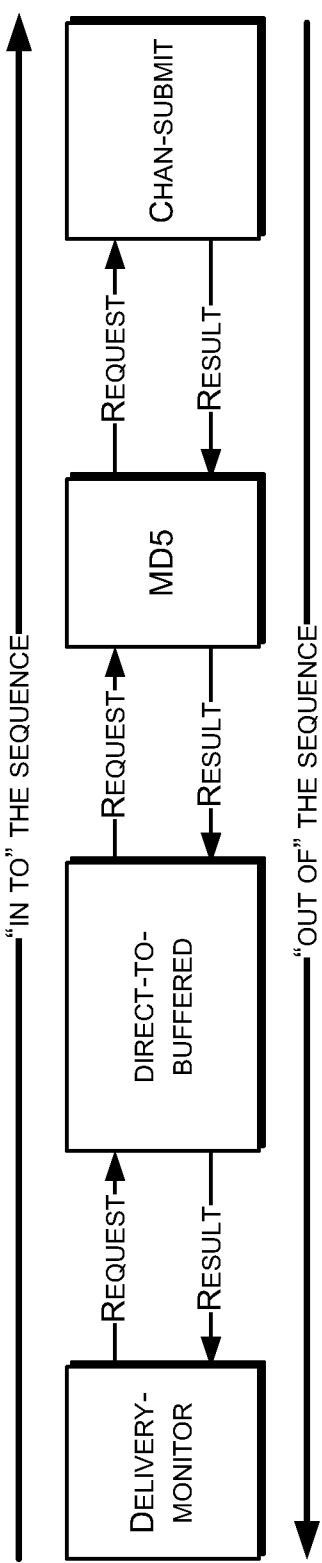 “IN TO” THE SEQUENCE
DELIVERY-
MONITOR
REQUEST
RESULT
DIRECT-TO-
BUFFERED
REQUEST
RESULT
MD5
REQUEST
RESULT
CHAN-SUBMIT
“OUT OF” THE SEQUENCE